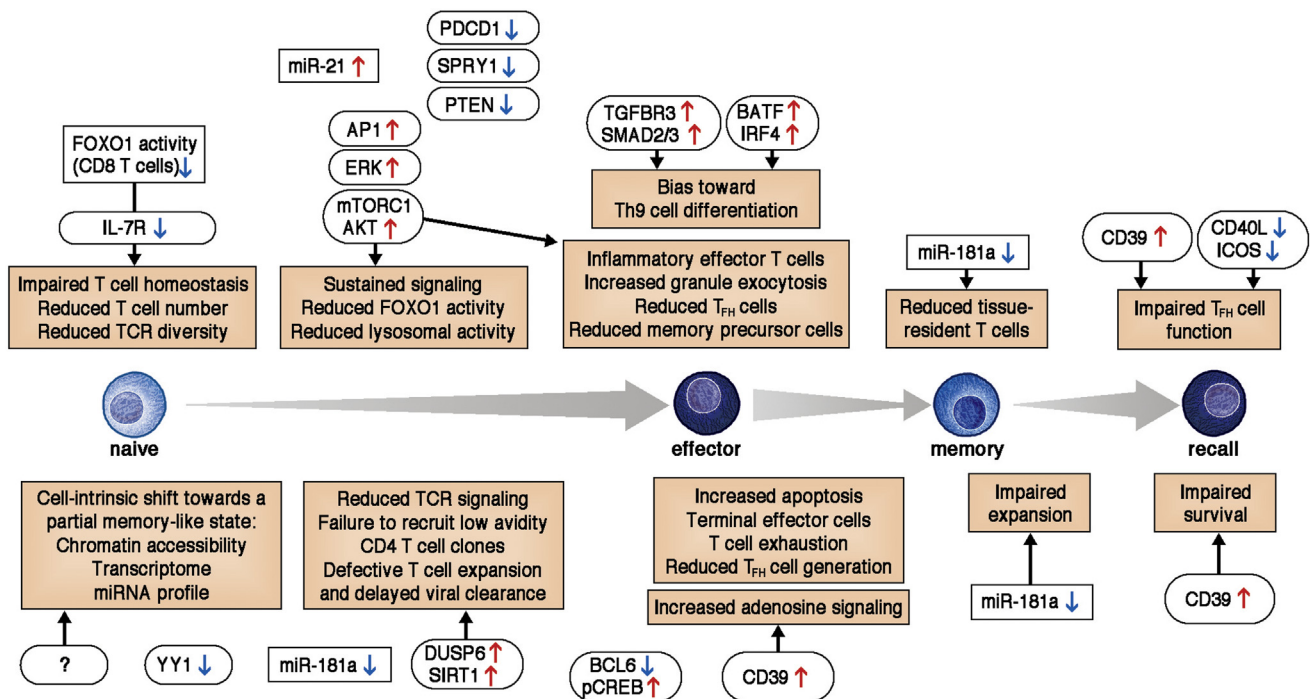 PDCD1 ↓
miR-21 ↑
SPRY1 ↓
PTEN ↓
AP1 ↑
ERK ↑
mTORC1
AKT ↑
FOXO1 activity
(CD8 T cells) ↓
IL-7R ↓
Impaired T cell homeostasis
Reduced T cell number
Reduced TCR diversity
Sustained signaling
Reduced FOXO1 activity
Reduced lysosomal activity
TGFBR3 ↑
SMAD2/3 ↑
BATF ↑
IRF4 ↑
Bias toward
Th9 cell differentiation
Inflammatory effector T cells
Increased granule exocytosis
Reduced TFH cells
Reduced memory precursor cells
miR-181a ↓
Reduced tissue-
resident T cells
CD39 ↑
CD40L ↓
ICOS ↓
Impaired TFH cell
function
naive
effector
memory
recall
Cell-intrinsic shift towards a
partial memory-like state:
Chromatin accessibility
Transcriptome
miRNA profile
?
YY1 ↓
Reduced TCR signaling
Failure to recruit low avidity
CD4 T cell clones
Defective T cell expansion
and delayed viral clearance
miR-181a ↓
DUSP6 ↑
SIRT1 ↑
Increased apoptosis
Terminal effector cells
T cell exhaustion
Reduced TFH cell generation
Increased adenosine signaling
BCL6 ↓
pCREB ↑
CD39 ↑
Impaired
expansion
miR-181a ↓
Impaired
survival
CD39 ↑